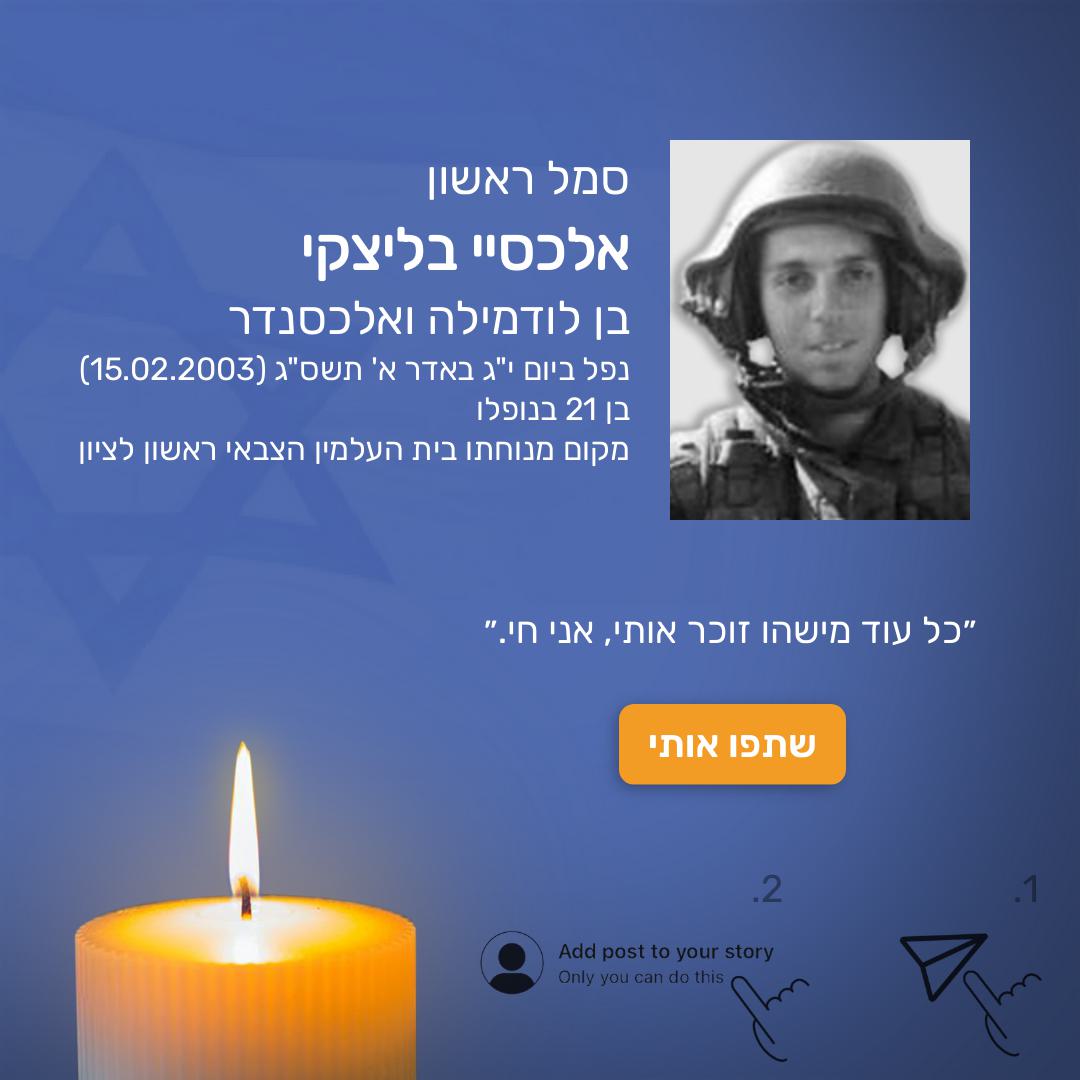 סמל ראשון
אלכסיי בליצקי
בן לודמילה ואלכסנדר
נפל ביום י"ג באדר א' תשס"ג (15.02.2003)
בן 21 בנופלו
מקום מנוחתו בית העלמין הצבאי ראשון לציון
״כל עוד מישהו זוכר אותי, אני חי.״
שתפו אותי
1.
2.
Add post to your story
Only you can do this